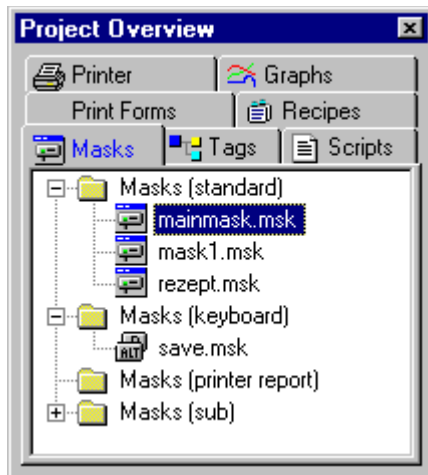 Project Overview
Printer Graphs
Print Forms Recipes
Masks Tags Scripts
Masks (standard)
mainmask.msk
mask1.msk
rezept.msk
Masks (keyboard)
ALT save.msk
Masks (printer report)
Masks (sub)